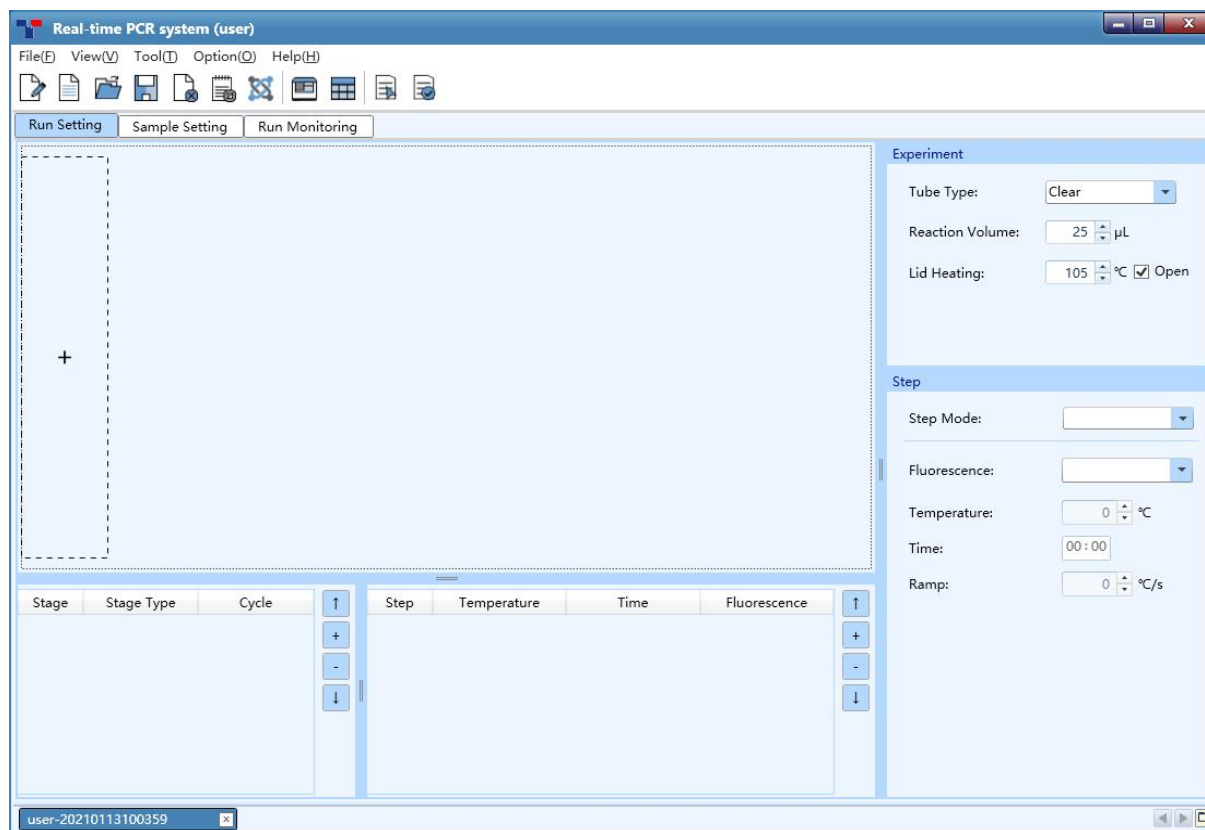 Real-time PCR system (user)
File(F) View(V) Tool(T) Option(O) Help(H)
Run Setting Sample Setting Run Monitoring
Experiment
Tube Type: Clear
Reaction Volume: 25 µL
Lid Heating: 105 ℃ Open
+
Step
Step Mode:
Fluorescence:
Temperature: 0 ℃
Time: 00:00
Ramp: 0 ℃/s
Stage Stage Type Cycle ↑
+
-
↓
Step Temperature Time Fluorescence ↑
+
-
↓
user-20210113100359